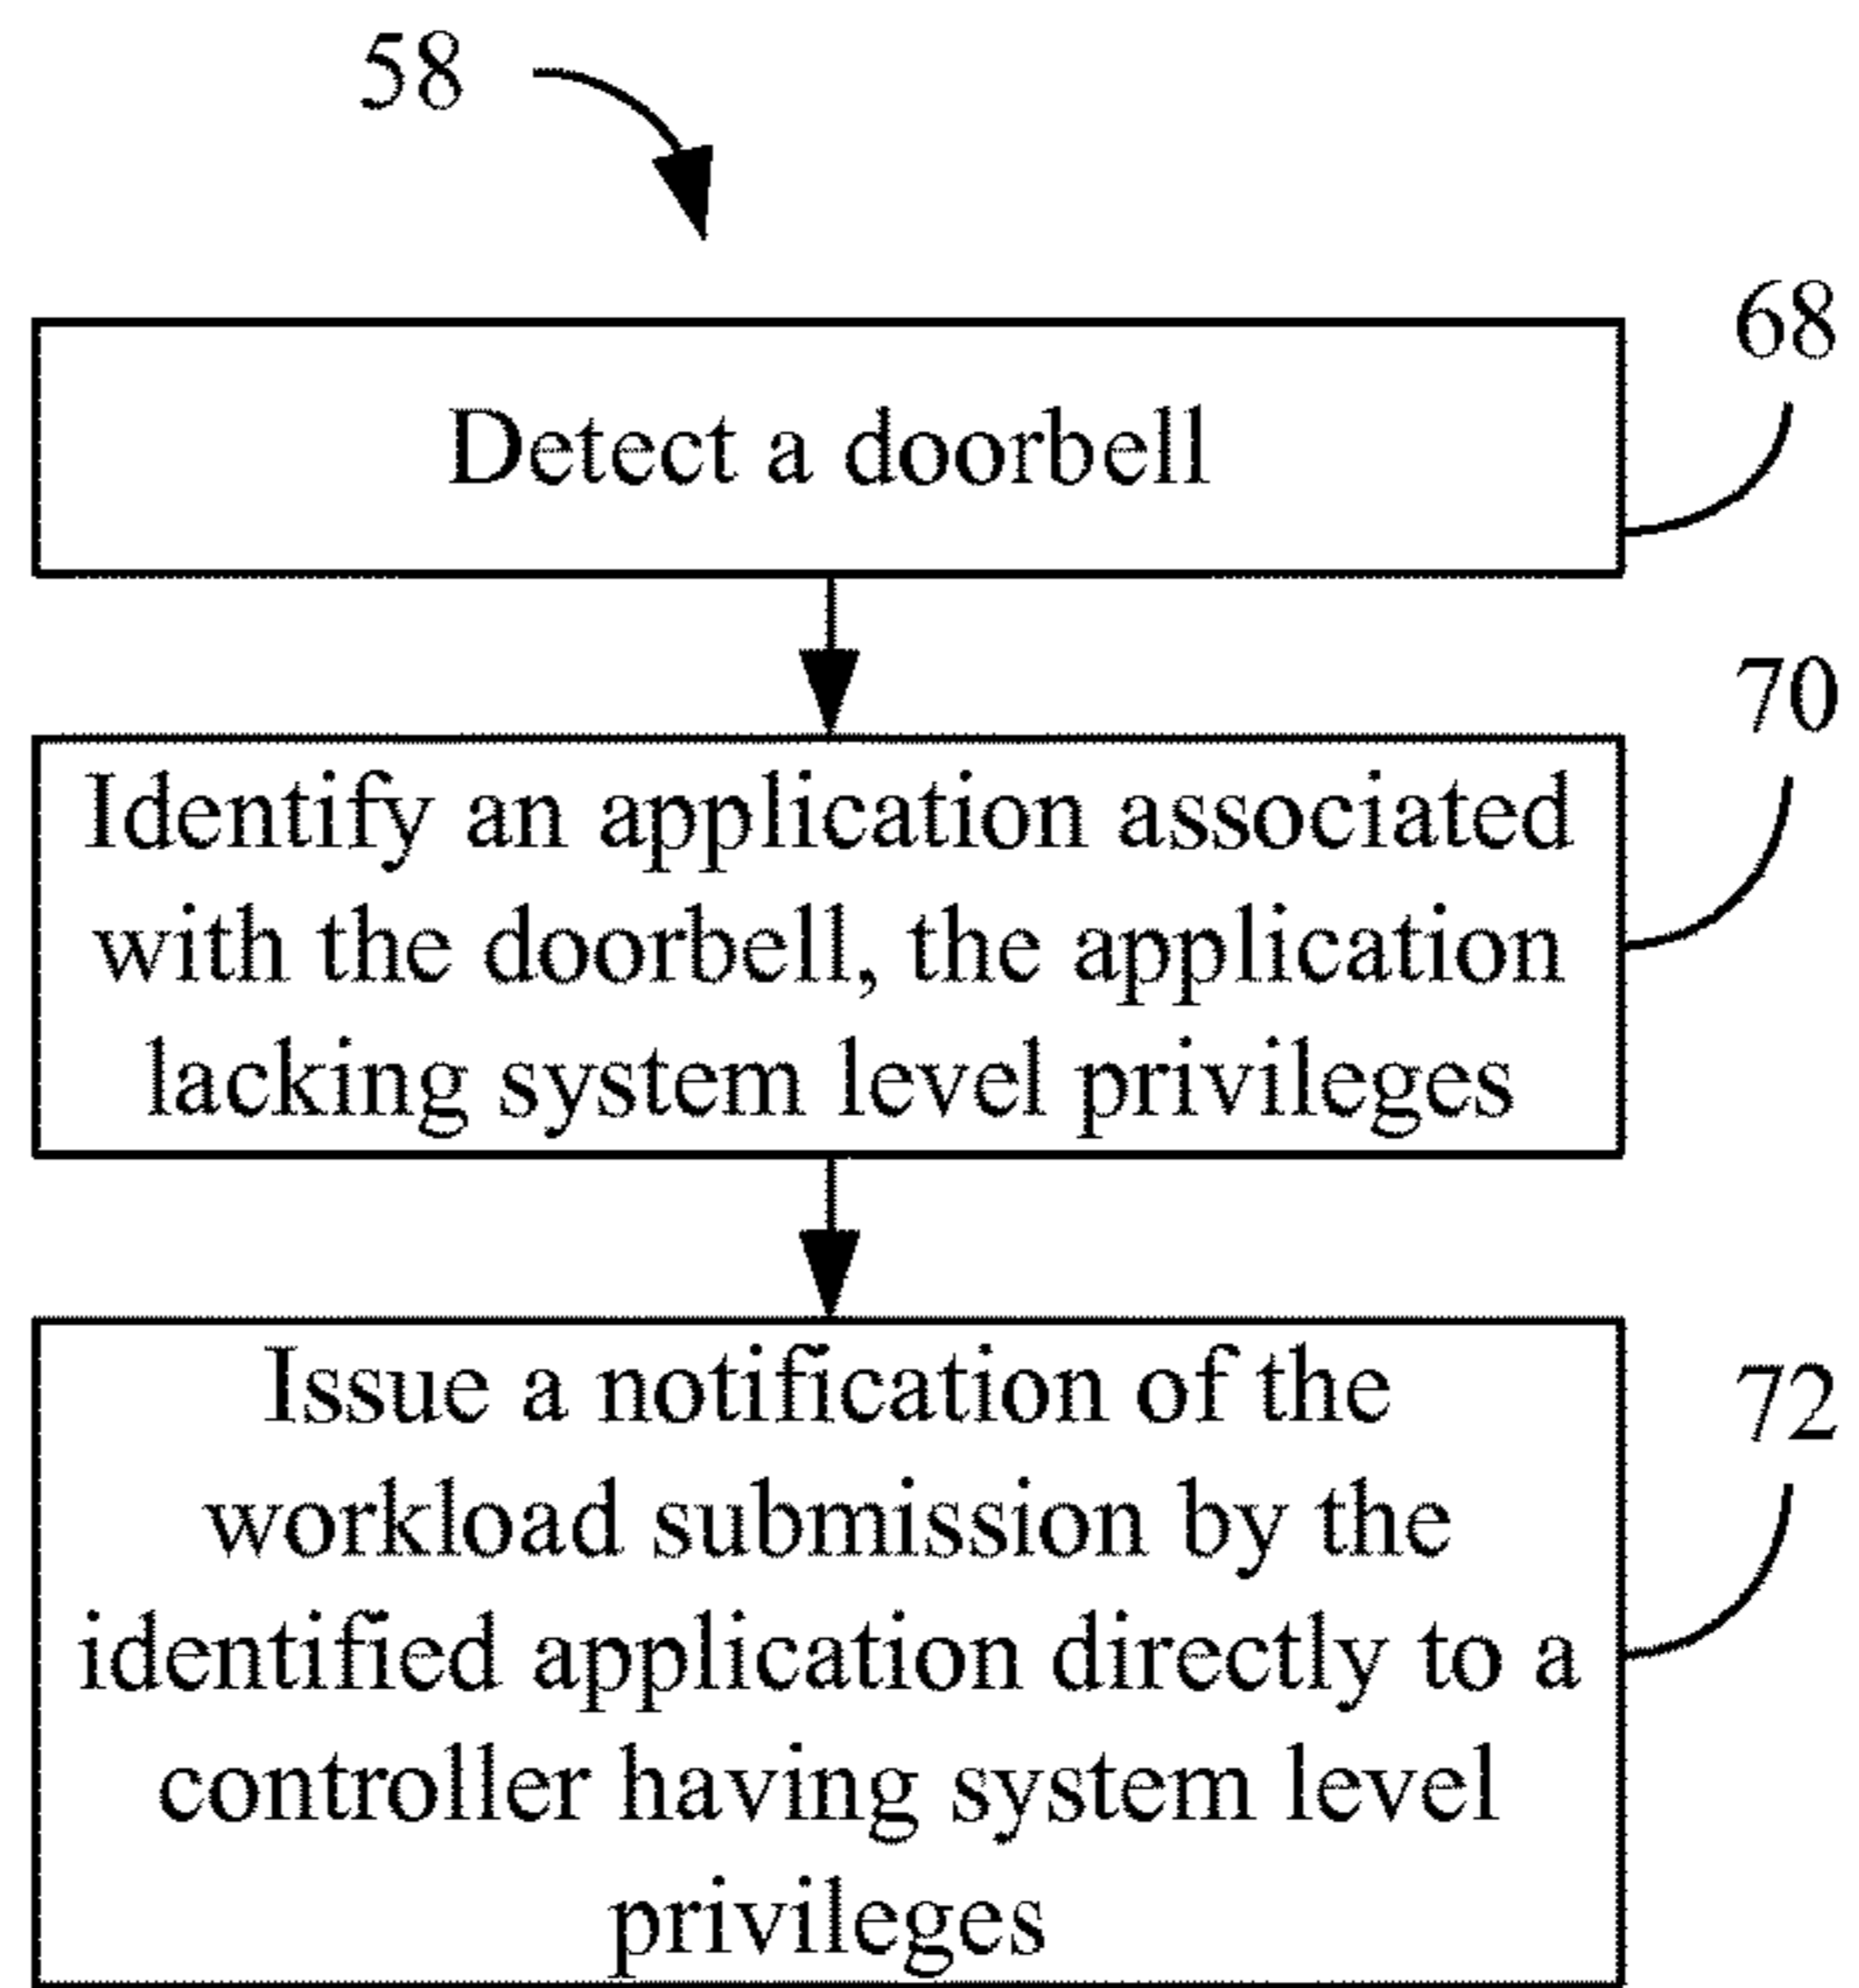 58
68
Detect a doorbell
70
Identify an application associated
with the doorbell, the application
lacking system level privileges
72
Issue a notification of the
workload submission by the
identified application directly to a
controller having system level
privileges